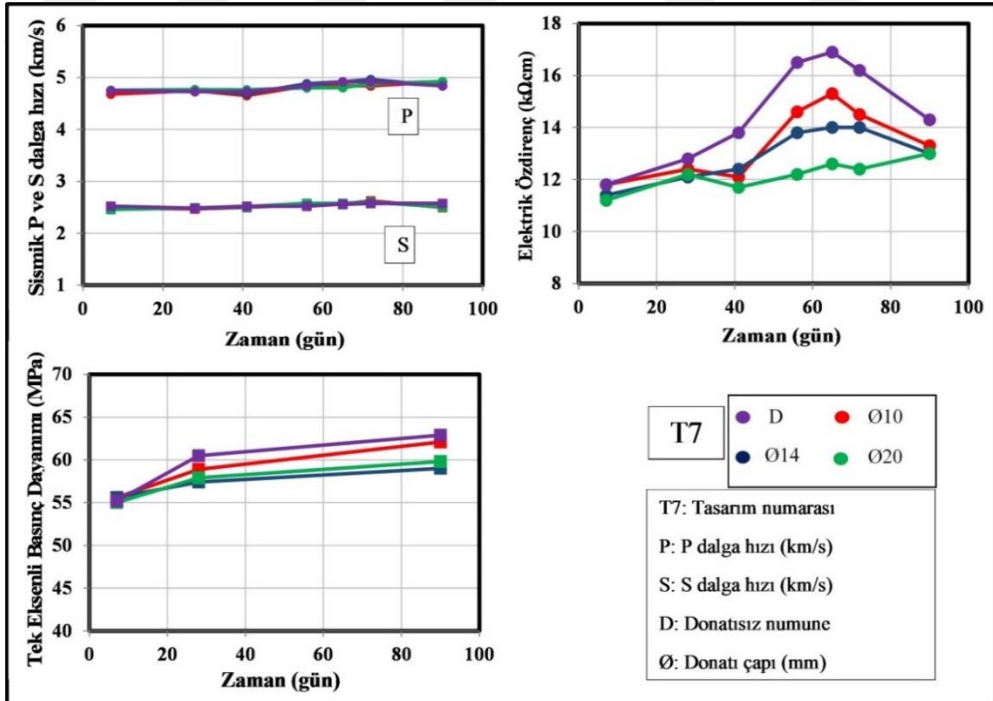 Sismik P ve S dalga hızı (km/s)
6
5
4
3
2
1
P
S
0 20 40 60 80 100
Zaman (gün)
Elektrik Özdirenç (kΩcm)
18
16
14
12
10
8
0 20 40 60 80 100
Zaman (gün)
Tek Eksenli Basınç Dayanımı (MPa)
70
65
60
55
50
45
40
0 20 40 60 80 100
Zaman (gün)
T7
D Ø10
Ø14 Ø20
T7: Tasarım numarası
P: P dalga hızı (km/s)
S: S dalga hızı (km/s)
D: Donatısız numune
Ø: Donatı çapı (mm)